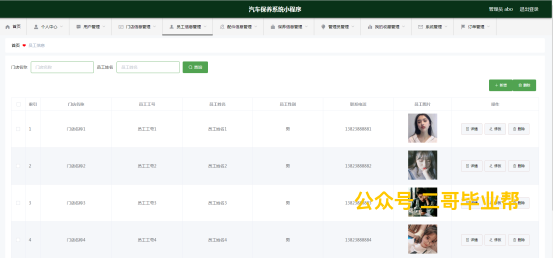 汽车保养系统小程序
管理员 abo 退出登录
首页 个人中心 用户管理 门店信息管理 员工信息管理 配件信息管理 保养信息管理 管理员管理 我的收藏管理 系统管理 订单管理
首页 员工信息
门店名称 门店名称 员工姓名 员工姓名 查询
新增 删除
索引 门店名称 员工工号 员工姓名 员工性别 联系电话 员工照片 操作
1 门店名称1 员工工号1 员工姓名1 男 13823888881 详情 修改 删除
2 门店名称2 员工工号2 员工姓名2 男 13823888882 详情 修改 删除
3 门店名称3 员工工号3 员工姓名3 男 13823888883 详情 修改 删除
4 门店名称4 员工工号4 员工姓名4 男 13823888884 详情 修改 删除
公众号:二哥毕业帮